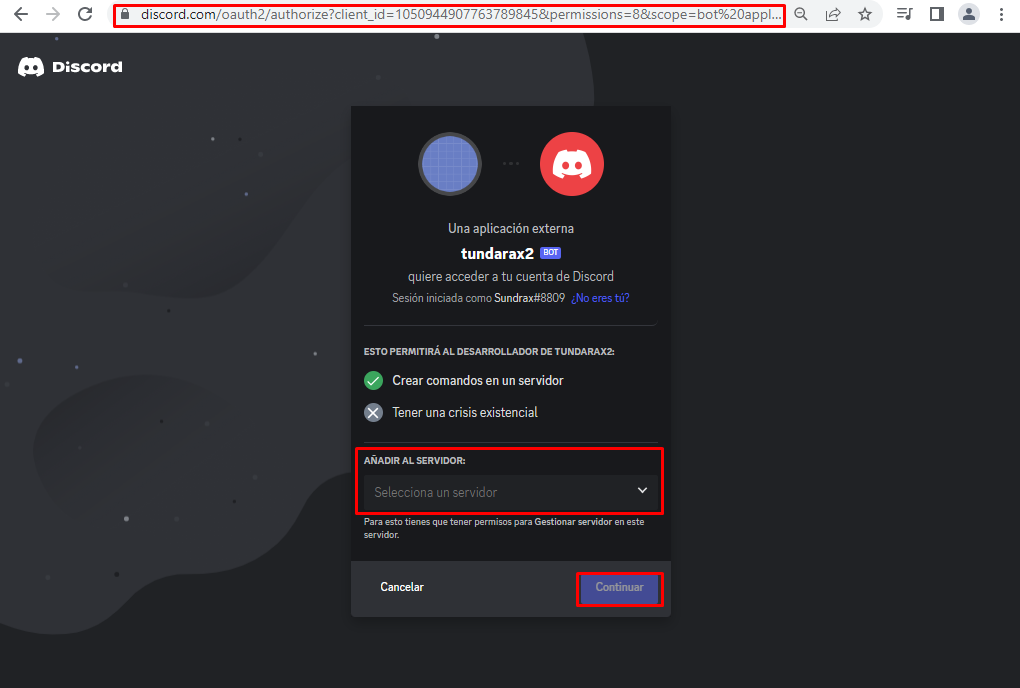 discord.com/oauth2/authorize?client_id=1050944907763789845&permissions=8&scope=bot%20appl...
Discord
Una aplicación externa
tundarax2 BOT
quiere acceder a tu cuenta de Discord
Sesión iniciada como Sundrax#8809 ¿No eres tú?
ESTO PERMITIRÁ AL DESARROLLADOR DE TUNDARAX2:
Crear comandos en un servidor
Tener una crisis existencial
AÑADIR AL SERVIDOR:
Selecciona un servidor
Para esto tienes que tener permisos para Gestionar servidor en este
servidor.
Cancelar
Continuar